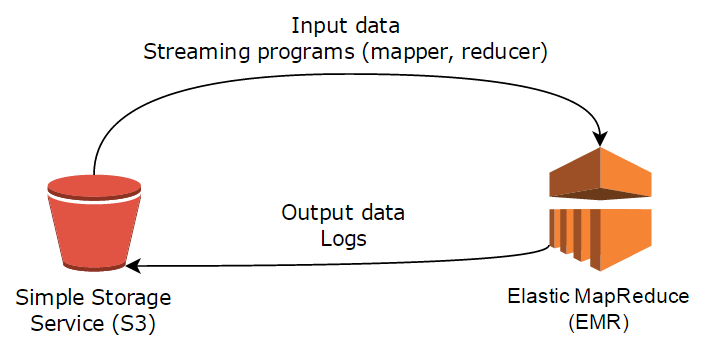 Input data
Streaming programs (mapper, reducer)
Output data
Logs
Simple Storage
Service (S3)
Elastic MapReduce
(EMR)